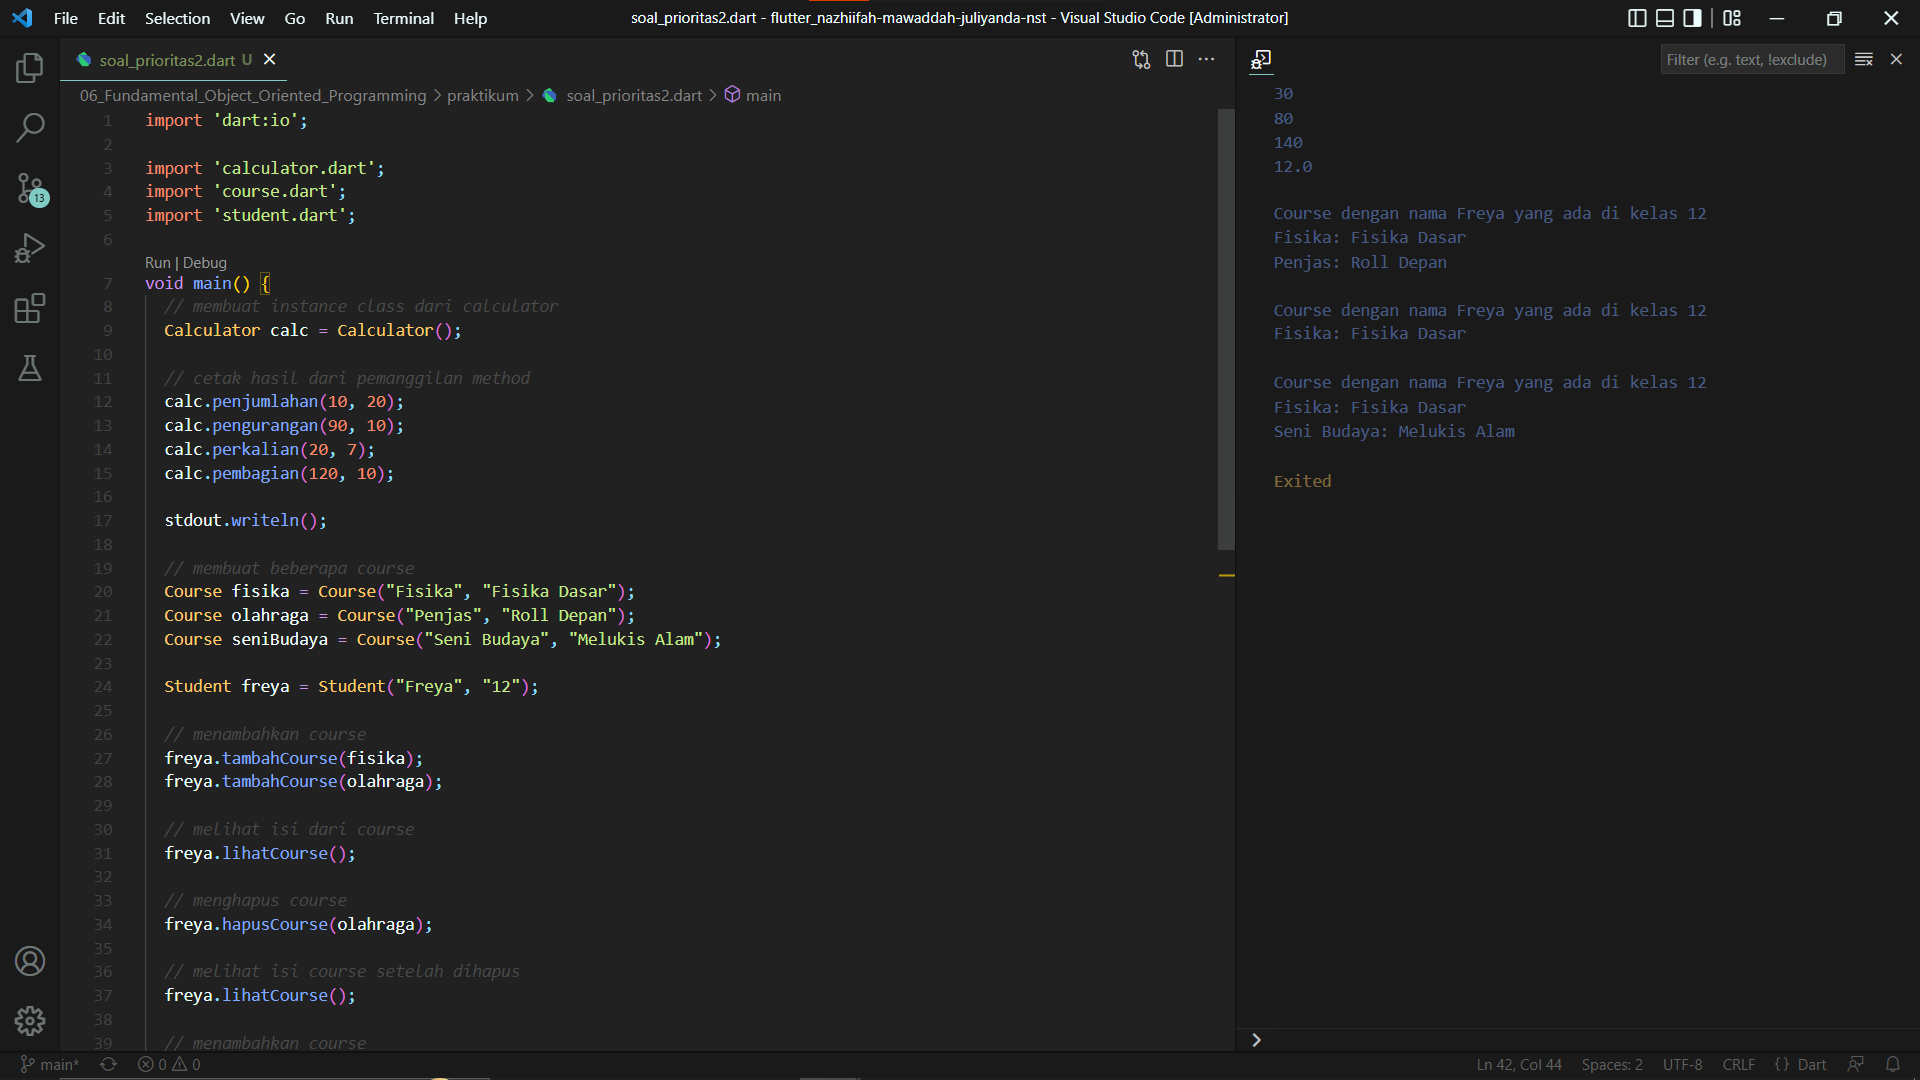 File Edit Selection View Go Run Terminal Help
soal_prioritas2.dart - flutter_nazhiifah-mawaddah-juliyanda-nst - Visual Studio Code [Administrator]
soal_prioritas2.dart U
06_Fundamental_Object_Oriented_Programming > praktikum > soal_prioritas2.dart > main
1 import 'dart:io';
2
3 import 'calculator.dart';
4 import 'course.dart';
5 import 'student.dart';
6
Run | Debug
7 void main() {
8 // membuat instance class dari calculator
9 Calculator calc = Calculator();
10
11 // cetak hasil dari pemanggilan method
12 calc.penjumlahan(10, 20);
13 calc.pengurangan(90, 10);
14 calc.perkalian(20, 7);
15 calc.pembagian(120, 10);
16
17 stdout.writeln();
18
19 // membuat beberapa course
20 Course fisika = Course("Fisika", "Fisika Dasar");
21 Course olahraga = Course("Penjas", "Roll Depan");
22 Course seniBudaya = Course("Seni Budaya", "Melukis Alam");
23
24 Student freya = Student("Freya", "12");
25
26 // menambahkan course
27 freya.tambahCourse(fisika);
28 freya.tambahCourse(olahraga);
29
30 // melihat isi dari course
31 freya.lihatCourse();
32
33 // menghapus course
34 freya.hapusCourse(olahraga);
35
36 // melihat isi course setelah dihapus
37 freya.lihatCourse();
38
39 // menambahkan course
Filter (e.g. text, !exclude)
30
80
140
12.0
Course dengan nama Freya yang ada di kelas 12
Fisika: Fisika Dasar
Penjas: Roll Depan
Course dengan nama Freya yang ada di kelas 12
Fisika: Fisika Dasar
Course dengan nama Freya yang ada di kelas 12
Fisika: Fisika Dasar
Seni Budaya: Melukis Alam
Exited
13
main* 0 0
Ln 42, Col 44 Spaces: 2 UTF-8 CRLF {} Dart